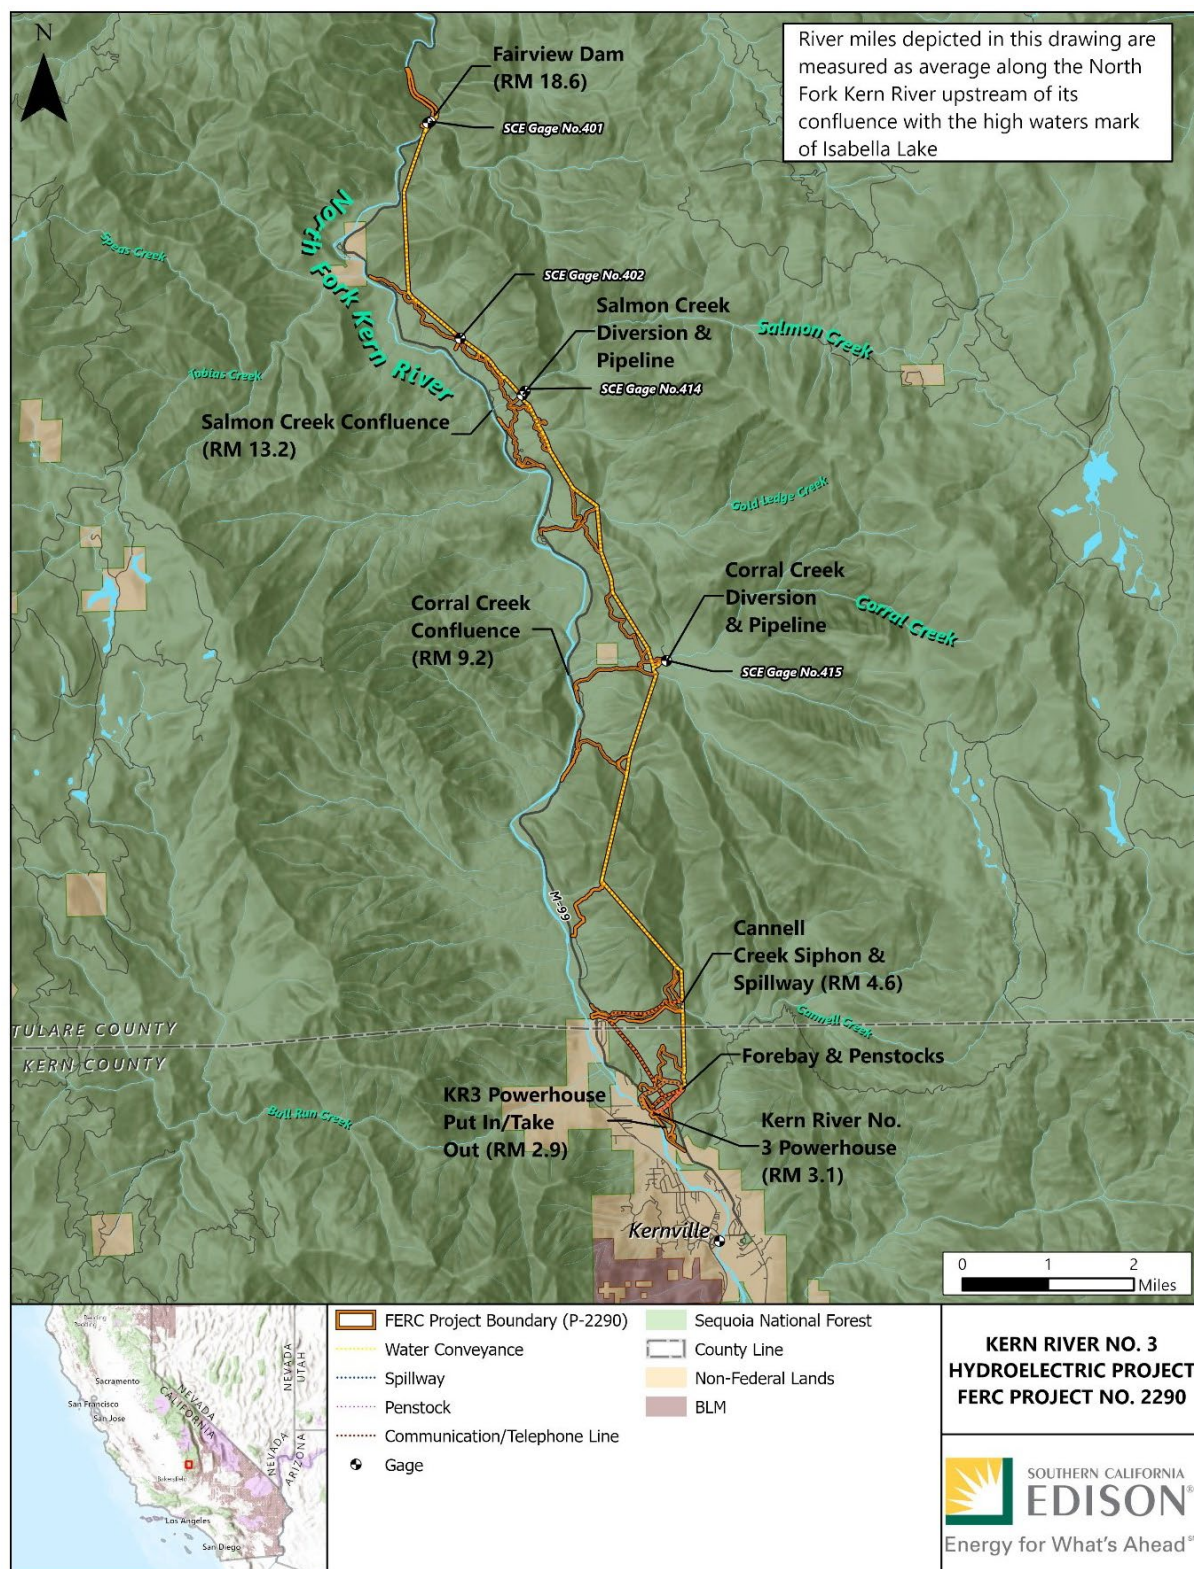 N
Fairview Dam
(RM 18.6)
SCE Gage No.401
River miles depicted in this drawing are
measured as average along the North
Fork Kern River upstream of its
confluence with the high waters mark
of Isabella Lake
North Fork Kern River
Speas Creek
SCE Gage No.402
Salmon Creek
Diversion &
Pipeline
Salmon Creek
Tobias Creek
SCE Gage No.414
Salmon Creek Confluence
(RM 13.2)
Gold Ledge Creek
Corral Creek
Diversion
& Pipeline
Corral Creek
Corral Creek
Confluence
(RM 9.2)
SCE Gage No.415
M-99
Cannell
Creek Siphon &
Spillway (RM 4.6)
Cannell Creek
TULARE COUNTY
KERN COUNTY
Forebay & Penstocks
Bull Run Creek
KR3 Powerhouse
Put In/Take
Out (RM 2.9)
Kern River No.
3 Powerhouse
(RM 3.1)
Kernville
0 1 2
Miles
NEVADA
UTAH
Sacramento
NEVADA
CALIFORNIA
San Francisco
San Jose
NEVADA
ARIZONA
Bakersfield
Los Angeles
San Diego
FERC Project Boundary (P-2290)
Water Conveyance
Spillway
Penstock
Communication/Telephone Line
Gage
Sequoia National Forest
County Line
Non-Federal Lands
BLM
KERN RIVER NO. 3
HYDROELECTRIC PROJECT
FERC PROJECT NO. 2290
SOUTHERN CALIFORNIA
EDISON®
Energy for What's Ahead℠